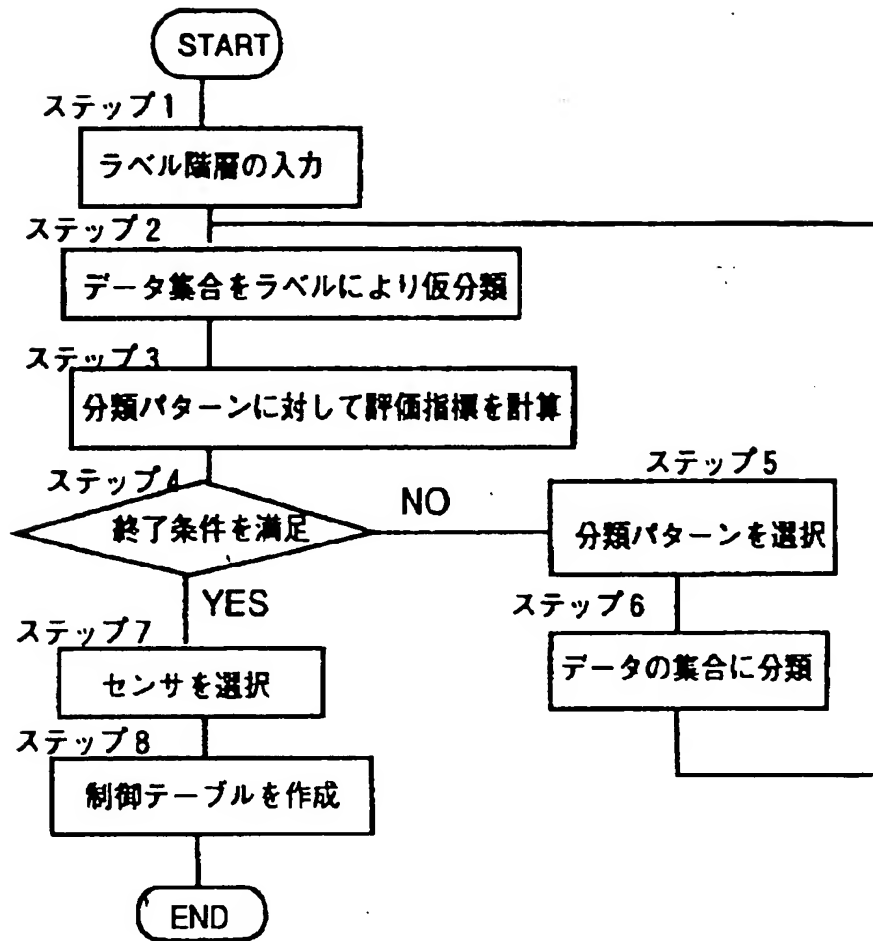 START
ステップ1
ラベル階層の入力
ステップ2
データ集合をラベルにより仮分類
ステップ3
分類パターンに対して評価指標を計算
ステップ4
終了条件を満足
NO
YES
ステップ5
分類パターンを選択
ステップ6
データの集合に分類
ステップ7
センサを選択
ステップ8
制御テーブルを作成
END